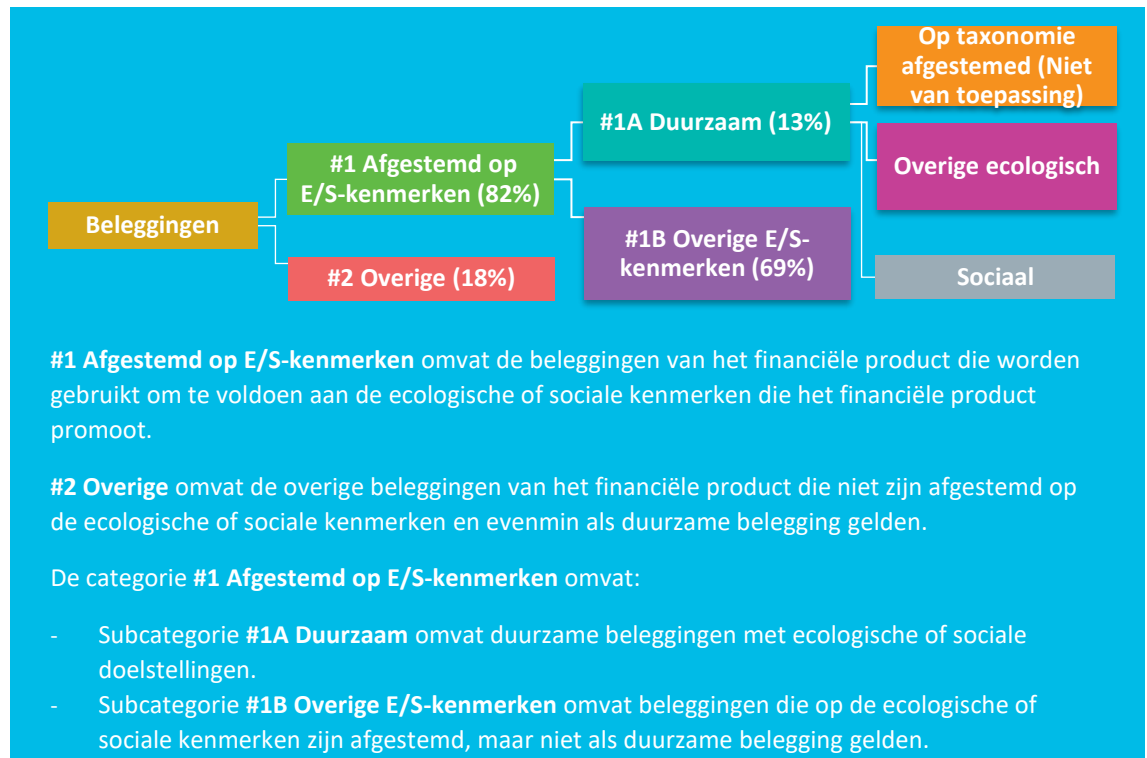 Op taxonomie
afgestemed (Niet
van toepassing)
#1A Duurzaam (13%)
#1 Afgestemd op
E/S-kenmerken (82%)
Overige ecologisch
Beleggingen
#1B Overige E/S-
kenmerken (69%)
#2 Overige (18%)
Sociaal
#1 Afgestemd op E/S-kenmerken omvat de beleggingen van het financiële product die worden
gebruikt om te voldoen aan de ecologische of sociale kenmerken die het financiële product
promoot.
#2 Overige omvat de overige beleggingen van het financiële product die niet zijn afgestemd op
de ecologische of sociale kenmerken en evenmin als duurzame belegging gelden.
De categorie #1 Afgestemd op E/S-kenmerken omvat:
- Subcategorie #1A Duurzaam omvat duurzame beleggingen met ecologische of sociale
doelstellingen.
- Subcategorie #1B Overige E/S-kenmerken omvat beleggingen die op de ecologische of
sociale kenmerken zijn afgestemd, maar niet als duurzame belegging gelden.